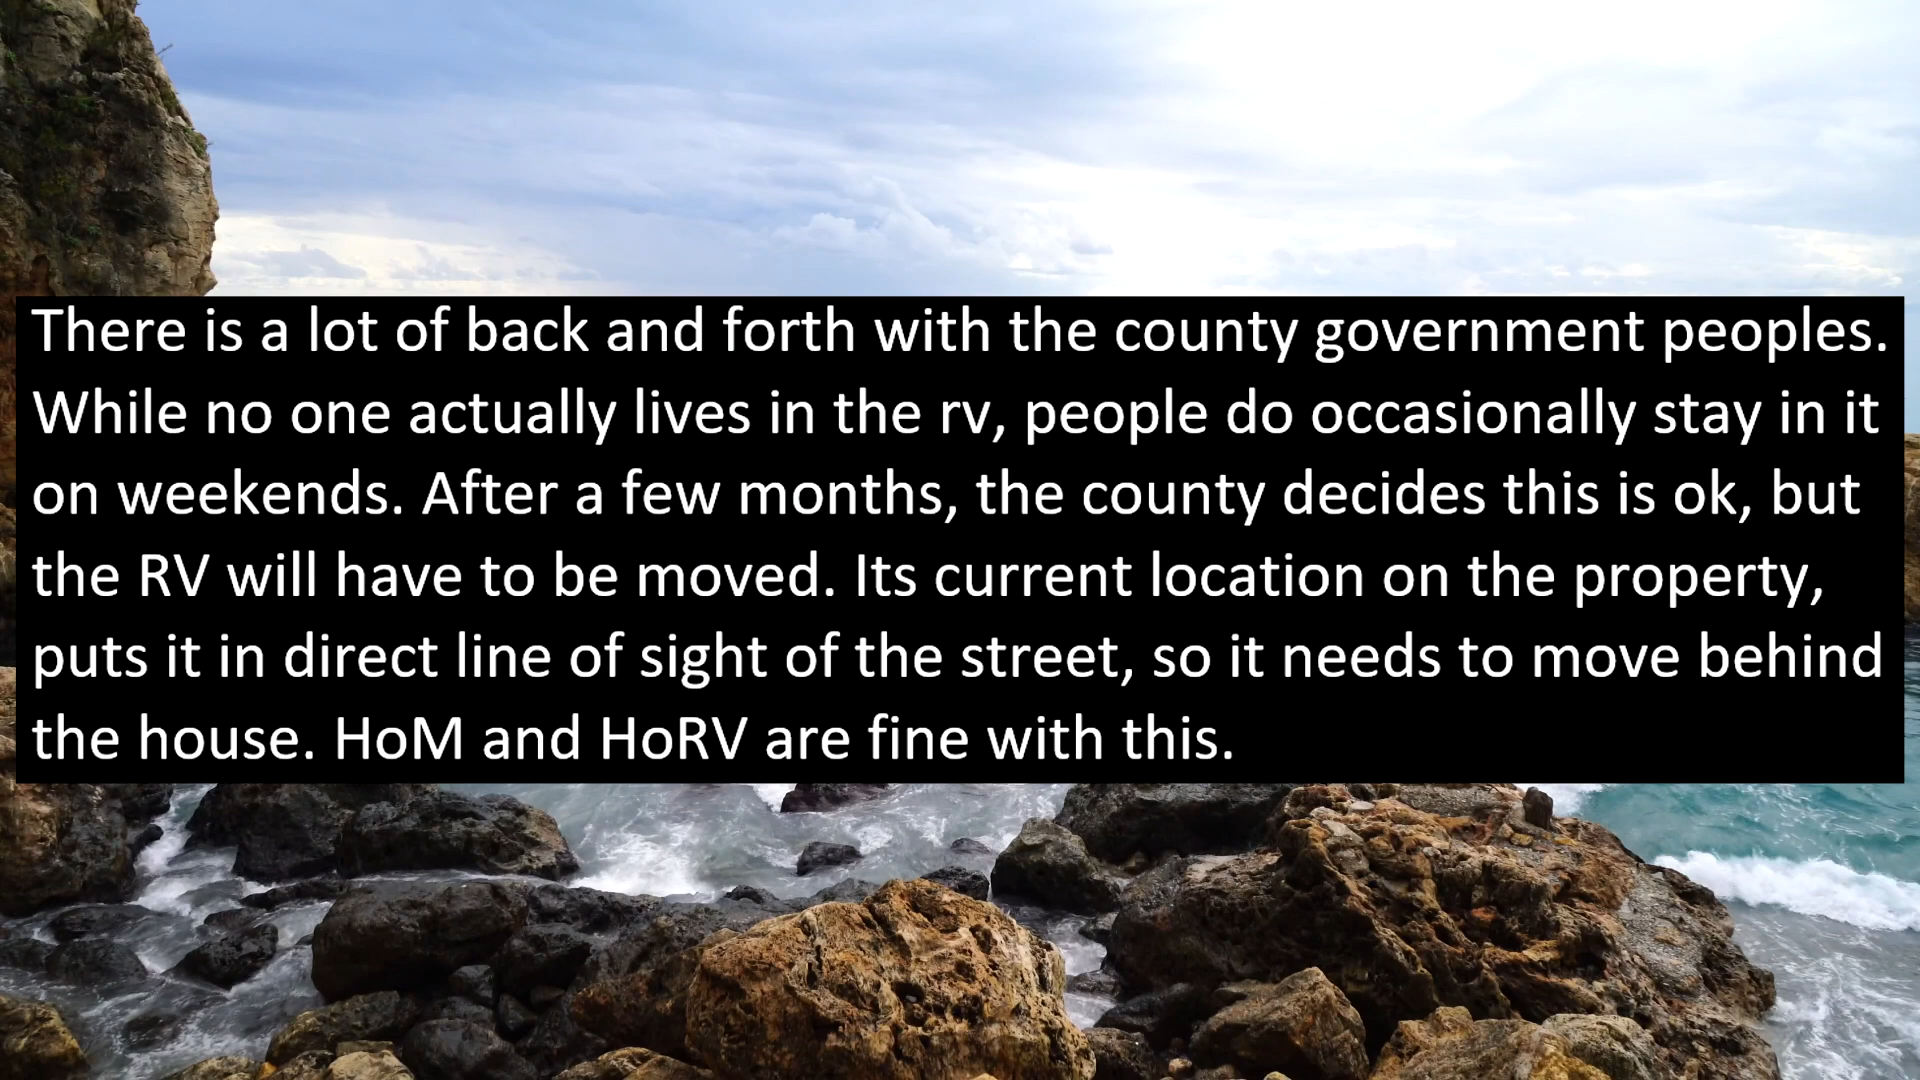 There is a lot of back and forth with the county government peoples.
While no one actually lives in the rv, people do occasionally stay in it
on weekends. After a few months, the county decides this is ok, but
the RV will have to be moved. Its current location on the property,
puts it in direct line of sight of the street, so it needs to move behind
the house. HoM and HoRV are fine with this.